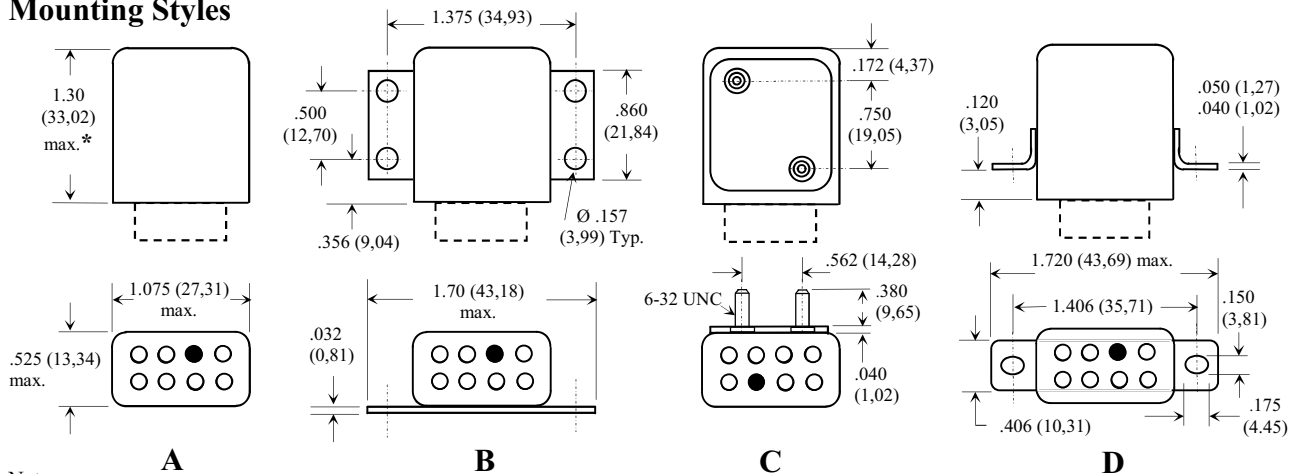 Mounting Styles
1.30
(33,02)
max.*
1.375 (34,93)
.500
(12,70)
.860
(21,84)
.356 (9,04)
Ø .157
(3,99) Typ.
.172 (4,37)
.750
(19,05)
.120
(3,05)
.050 (1,27)
.040 (1,02)
1.075 (27,31)
max.
.525 (13,34)
max.
1.70 (43,18)
max.
.032
(0,81)
.562 (14,28)
6-32 UNC
.380
(9,65)
.040
(1,02)
1.720 (43,69) max.
1.406 (35,71)
.150
(3,81)
.406 (10,31)
.175
(4.45)
A
B
C
D